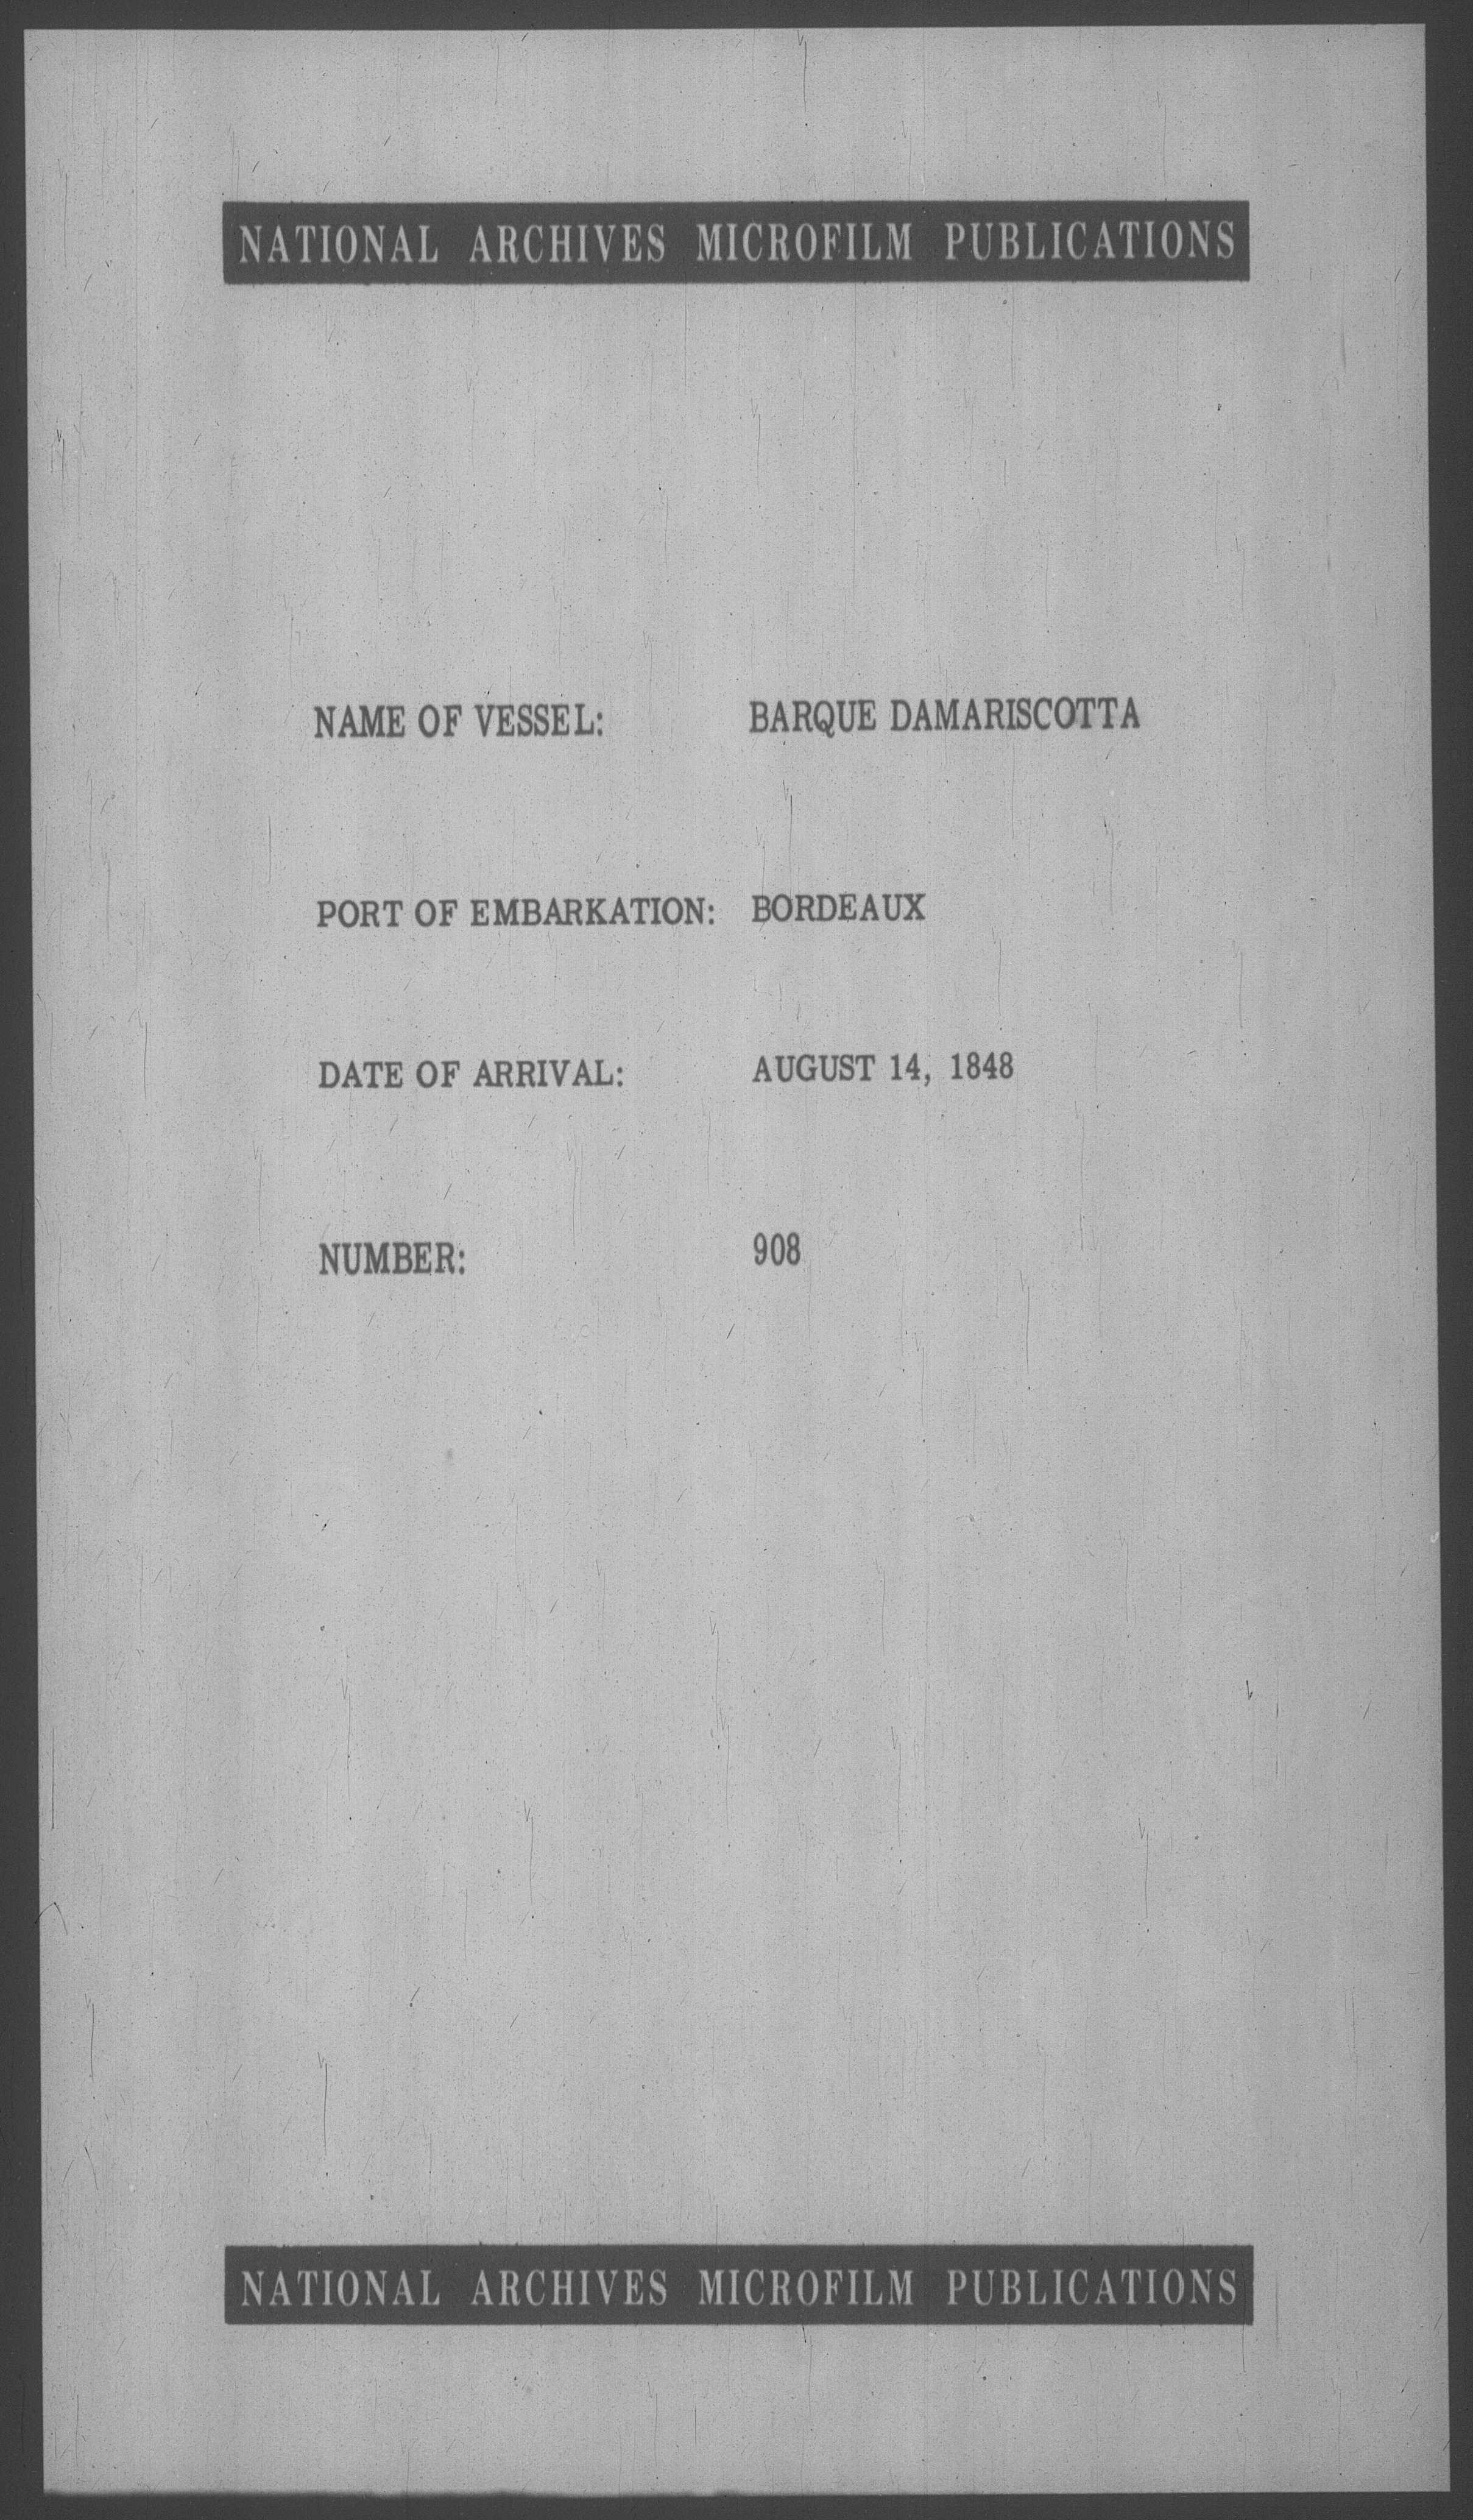 NATIONAL ARCHIVES MICROFILM PUBLICATIONS
NAME OF VESSEL: BARQUE DAMARISCOTTA
PORT OF EMBARKATION: BORDEAUX
DATE OF ARRIVAL: AUGUST 14, 1848
NUMBER: 908
NATIONAL ARCHIVES MICROFILM PUBLICATIONS